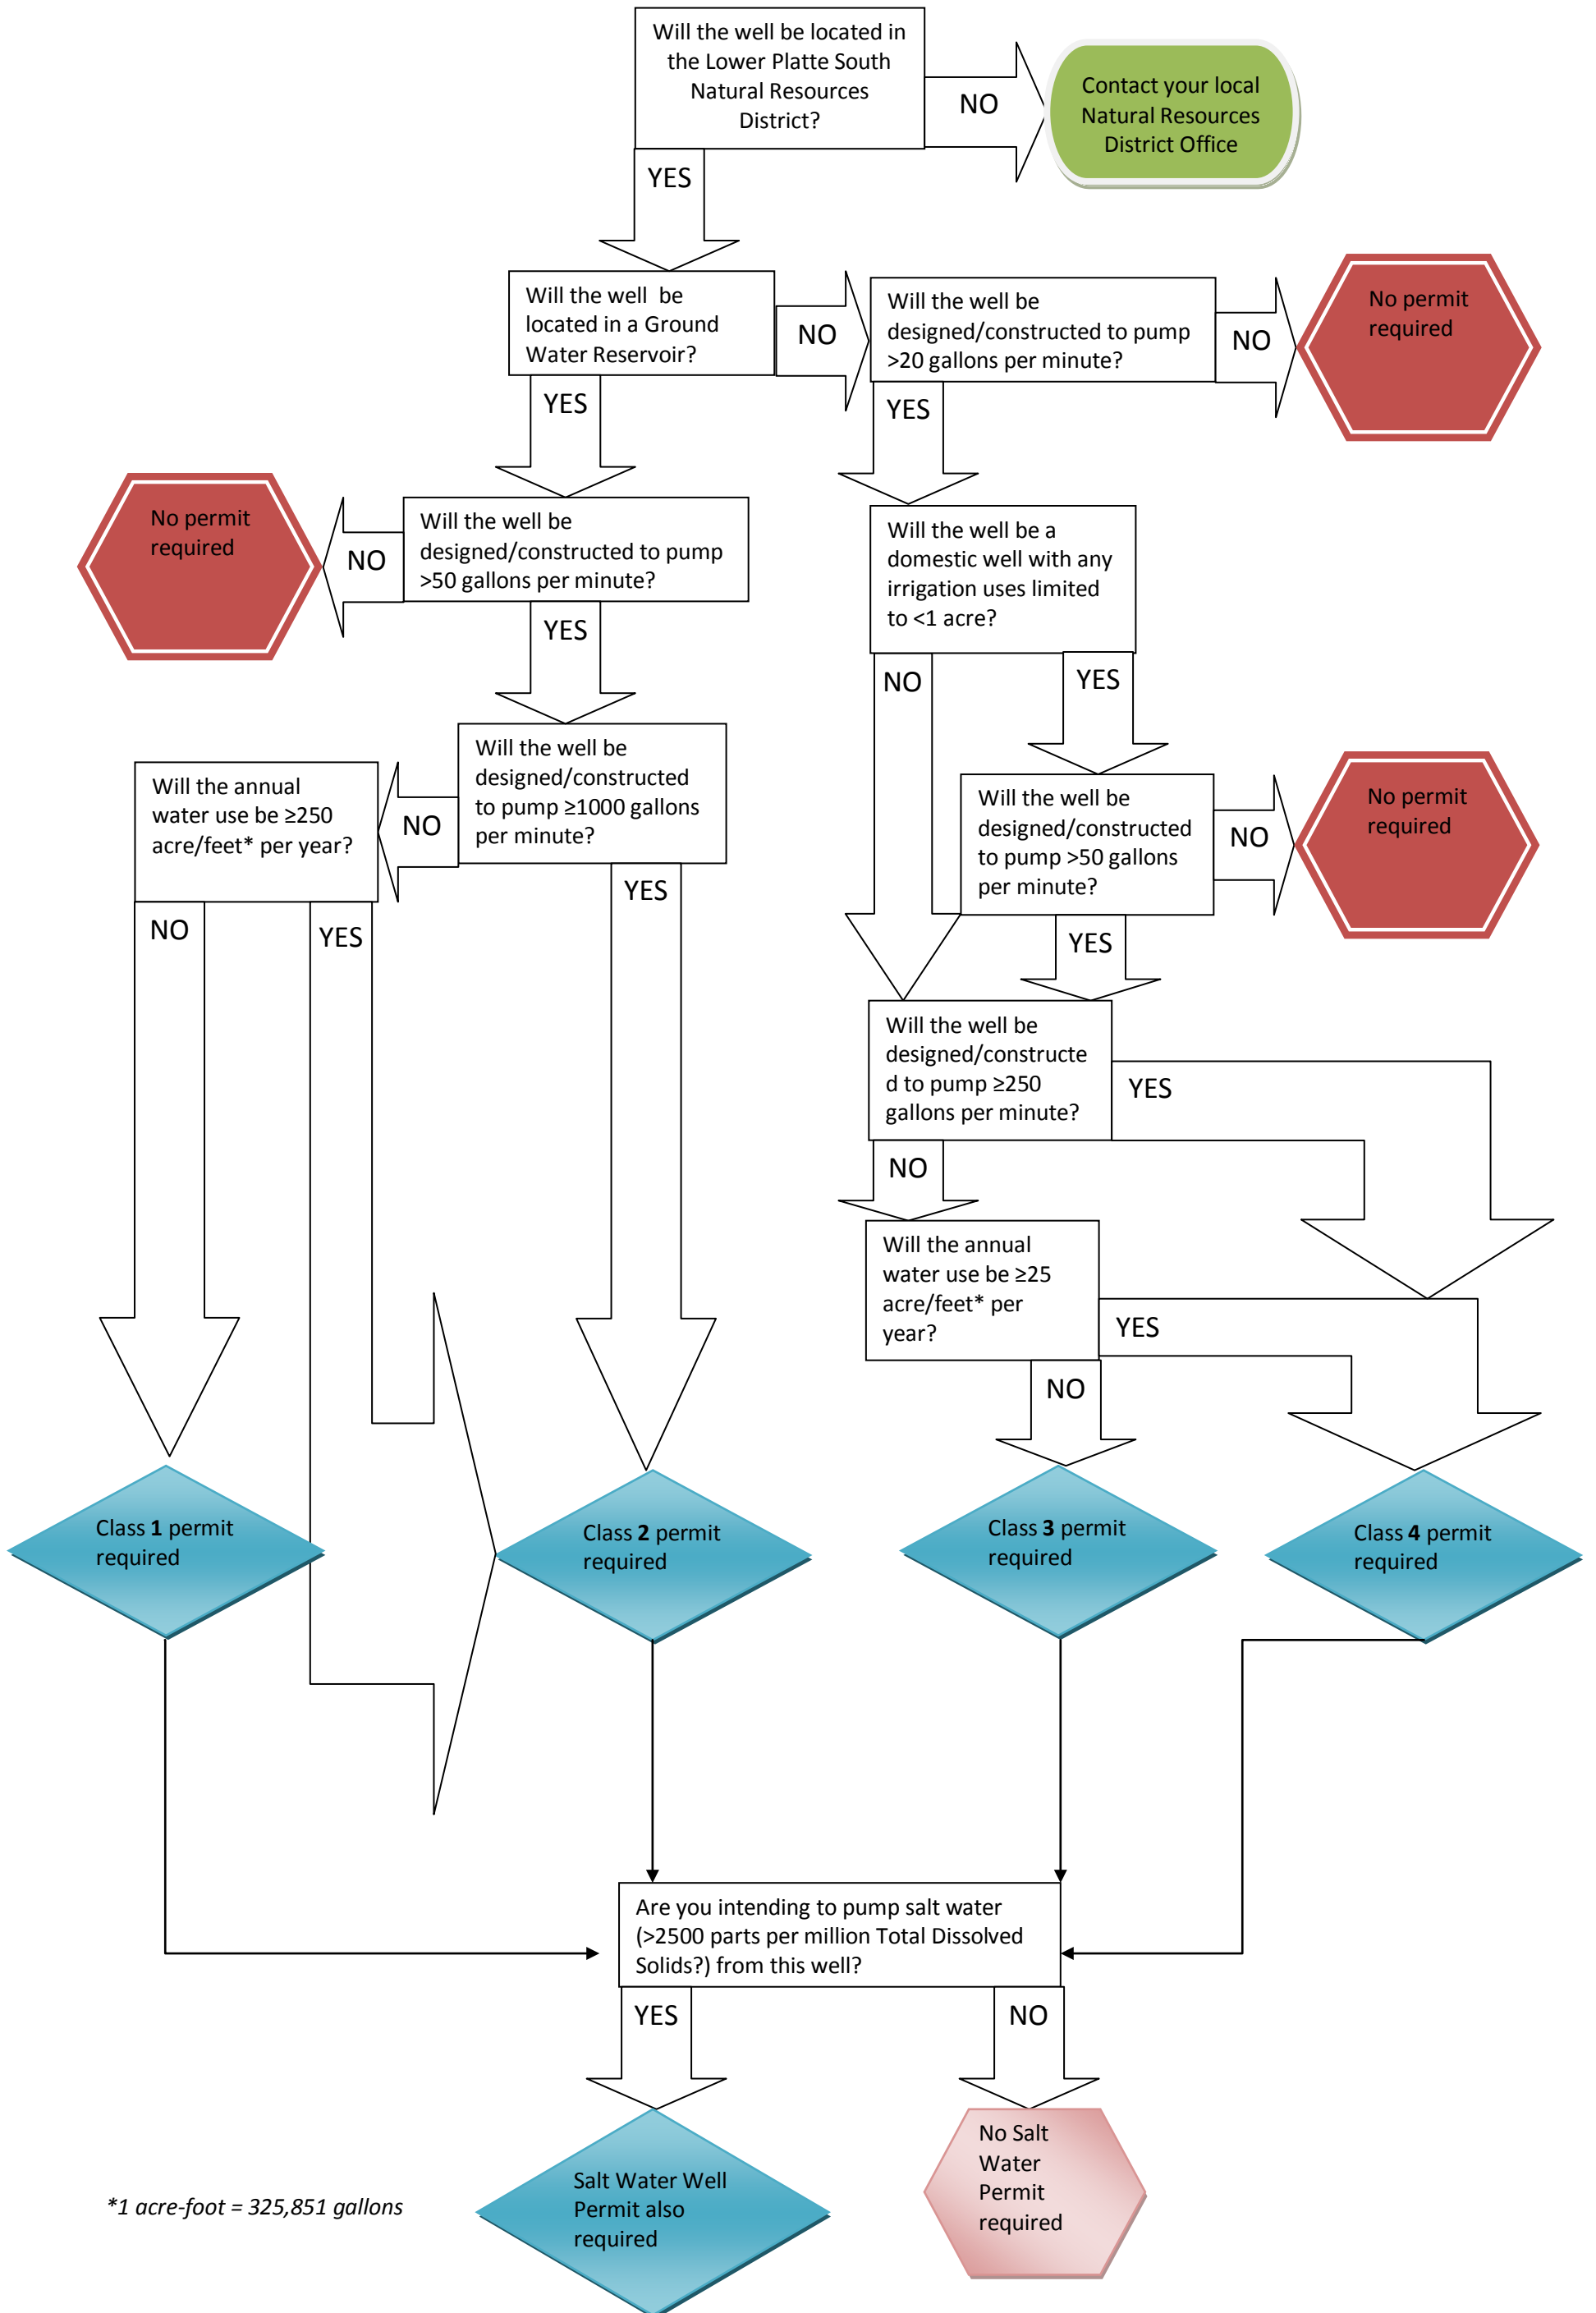 Will the well be located in
the Lower Platte South
Natural Resources
District?
NO
Contact your local
Natural Resources
District Office
YES
Will the well  be
located in a Ground
Water Reservoir?
NO
Will the well be
designed/constructed to pump
>20 gallons per minute?
NO
No permit
required
YES
YES
No permit
required
NO
Will the well be
designed/constructed to pump
>50 gallons per minute?
Will the well be a
domestic well with any
irrigation uses limited
to <1 acre?
YES
NO
YES
Will the annual
water use be ≥250
acre/feet* per year?
NO
Will the well be
designed/constructed
to pump ≥1000 gallons
per minute?
Will the well be
designed/constructed
to pump >50 gallons
per minute?
NO
No permit
required
NO
YES
YES
YES
Will the well be
designed/constructe
d to pump ≥250
gallons per minute?
YES
NO
Will the annual
water use be ≥25
acre/feet* per
year?
YES
NO
Class 1 permit
required
Class 2 permit
required
Class 3 permit
required
Class 4 permit
required
Are you intending to pump salt water
(>2500 parts per million Total Dissolved
Solids?) from this well?
YES
NO
Salt Water Well
Permit also
required
No Salt
Water
Permit
required
*1 acre-foot = 325,851 gallons